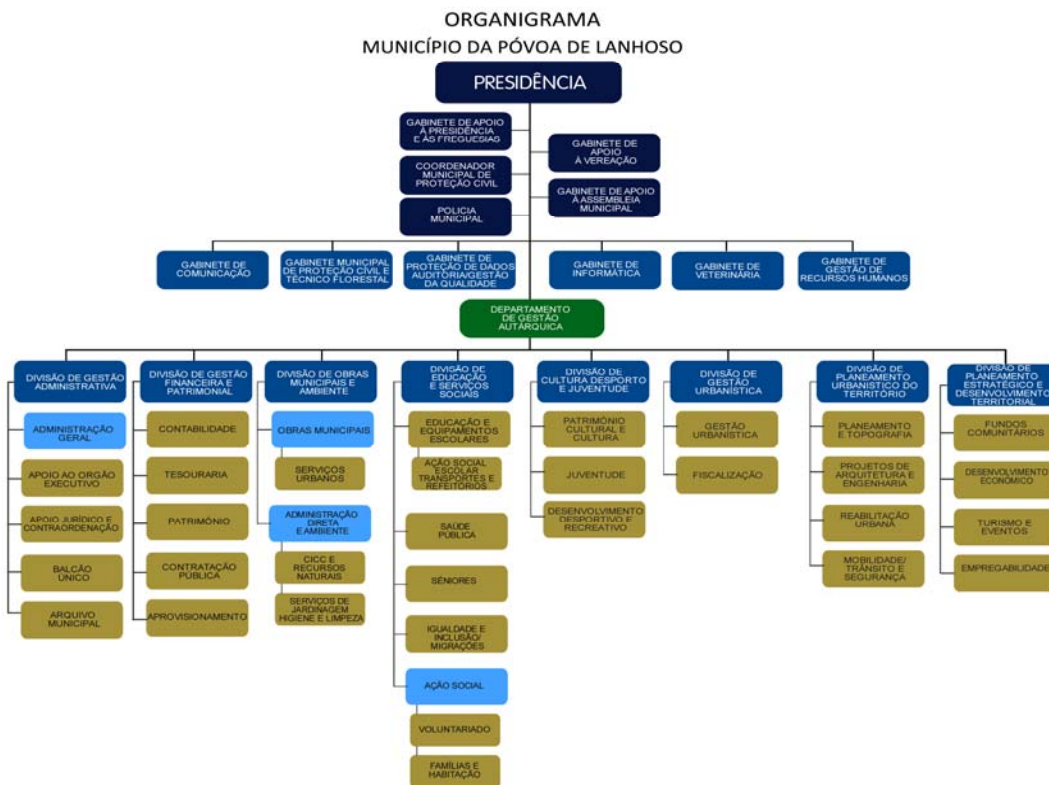 ORGANIGRAMA
MUNICÍPIO DA PÓVOA DE LANHOSO
PRESIDÊNCIA
GABINETE DE APOIO
À PRESIDÊNCIA
E ÀS FREGUESIAS
GABINETE DE
APOIO
À VEREAÇÃO
COORDENADOR
MUNICIPAL DE
PROTEÇÃO CIVIL
GABINETE DE APOIO
À ASSEMBLEIA
MUNICIPAL
POLICIA
MUNICIPAL
GABINETE DE
COMUNICAÇÃO
GABINETE MUNICIPAL
DE PROTEÇÃO CÍVIL E
TÉCNICO FLORESTAL
GABINETE DE
PROTEÇÃO DE DADOS
AUDITORIA/GESTÃO
DA QUALIDADE
GABINETE
DE INFORMÁTICA
GABINETE DE
VETERINÁRIA
GABINETE DE
GESTÃO DE
RECURSOS HUMANOS
DEPARTAMENTO
DE GESTÃO
AUTÁRQUICA
DIVISÃO DE GESTÃO
ADMINISTRATIVA
ADMINISTRAÇÃO
GERAL
APOIO AO ORGÃO
EXECUTIVO
APOIO JURÍDICO E
CONTRAORDENAÇÃO
BALCÃO
ÚNICO
ARQUIVO
MUNICIPAL
DIVISÃO DE GESTÃO
FINANCEIRA E
PATRIMONIAL
CONTABILIDADE
TESOURARIA
PATRIMÓNIO
CONTRATAÇÃO
PÚBLICA
APROVISIONAMENTO
DIVISÃO DE OBRAS
MUNICIPAIS E
AMBIENTE
OBRAS MUNICIPAIS
SERVIÇOS
URBANOS
ADMINISTRAÇÃO
DIRETA
E AMBIENTE
CICC E
RECURSOS
NATURAIS
SERVIÇOS DE
JARDINAGEM
HIGIENE E LIMPEZA
DIVISÃO DE
EDUCAÇÃO
E SERVIÇOS
SOCIAIS
EDUCAÇÃO E
EQUIPAMENTOS
ESCOLARES
AÇÃO SOCIAL
ESCOLAR
TRANSPORTES E
REFEITÓRIOS
SAÚDE
PÚBLICA
SÉNIORES
IGUALDADE E
INCLUSÃO/
MIGRAÇÕES
AÇÃO SOCIAL
VOLUNTARIADO
FAMÍLIAS E
HABITAÇÃO
DIVISÃO DE
CULTURA DESPORTO
E JUVENTUDE
PATRIMÓNIO
CULTURAL E
CULTURA
JUVENTUDE
DESENVOLVIMENTO
DESPORTIVO E
RECREATIVO
DIVISÃO
DE GESTÃO
URBANÍSTICA
GESTÃO
URBANÍSTICA
FISCALIZAÇÃO
DIVISÃO DE
PLANEAMENTO
URBANISTICO DO
TERRITÓRIO
PLANEAMENTO
E TOPOGRAFIA
PROJETOS DE
ARQUITETURA E
ENGENHARIA
REABILITAÇÃO
URBANA
MOBILIDADE/
TRÂNSITO E
SEGURANÇA
DIVISÃO DE
PLANEAMENTO
ESTRATÉGICO E
DESENVOLVIMENTO
TERRITORIAL
FUNDOS
COMUNITÁRIOS
DESENVOLVIMENTO
ECONÓMICO
TURISMO E
EVENTOS
EMPREGABILIDADE